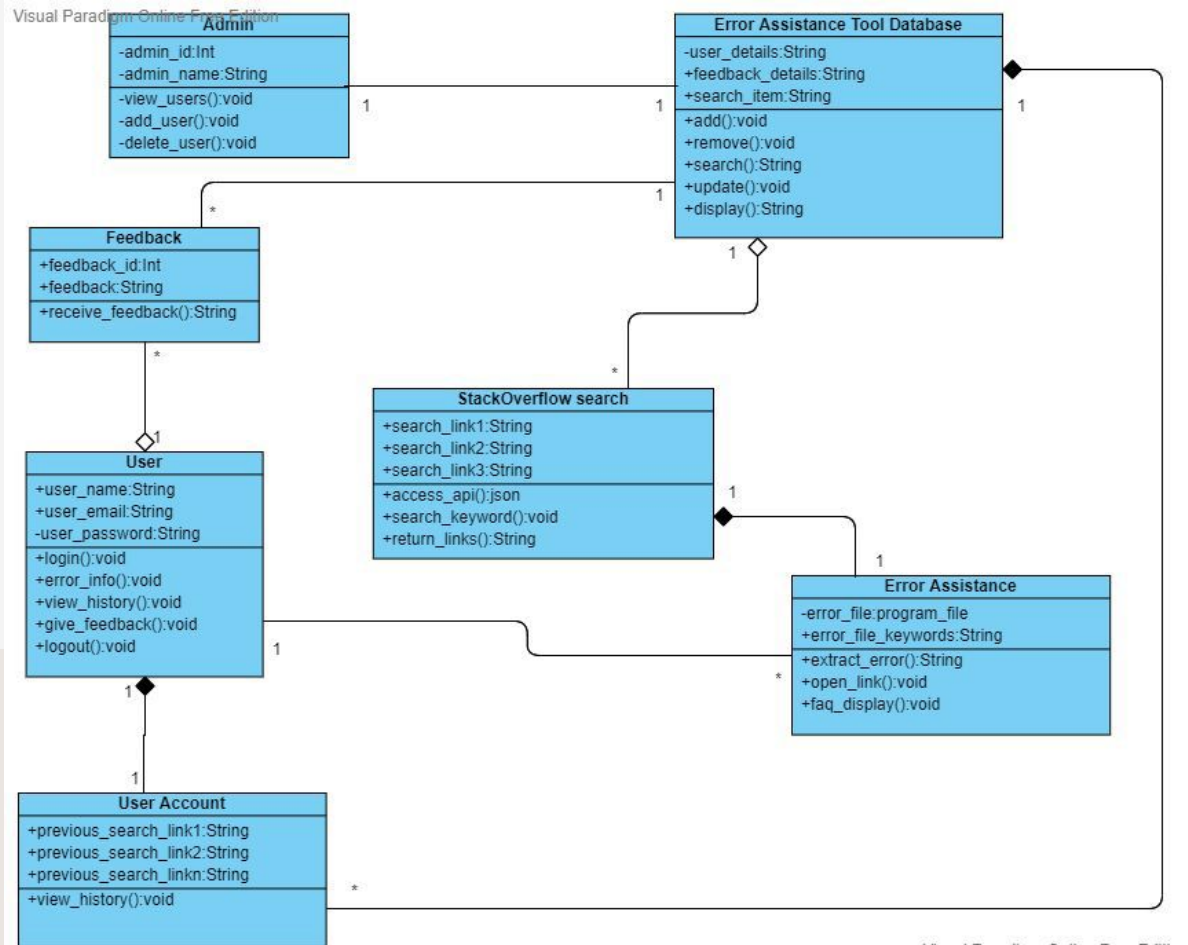 Visual Paradigm Online Free Edition
Admin
-admin_id:Int
-admin_name:String
-view_users():void
-add_user():void
-delete_user():void
1
1
Error Assistance Tool Database
-user_details:String
+feedback_details:String
+search_item:String
+add():void
+remove():void
+search():String
+update():void
+display():String
1
1
*
Feedback
+feedback_id:Int
+feedback:String
+receive_feedback():String
*
1
1
*
StackOverflow search
+search_link1:String
+search_link2:String
+search_link3:String
+access_api():json
+search_keyword():void
+return_links():String
1
1
User
+user_name:String
+user_email:String
-user_password:String
+login():void
+error_info():void
+view_history():void
+give_feedback():void
+logout():void
1
*
Error Assistance
-error_file:program_file
+error_file_keywords:String
+extract_error():String
+open_link():void
+faq_display():void
1
1
User Account
+previous_search_link1:String
+previous_search_link2:String
+previous_search_linkn:String
+view_history():void
*